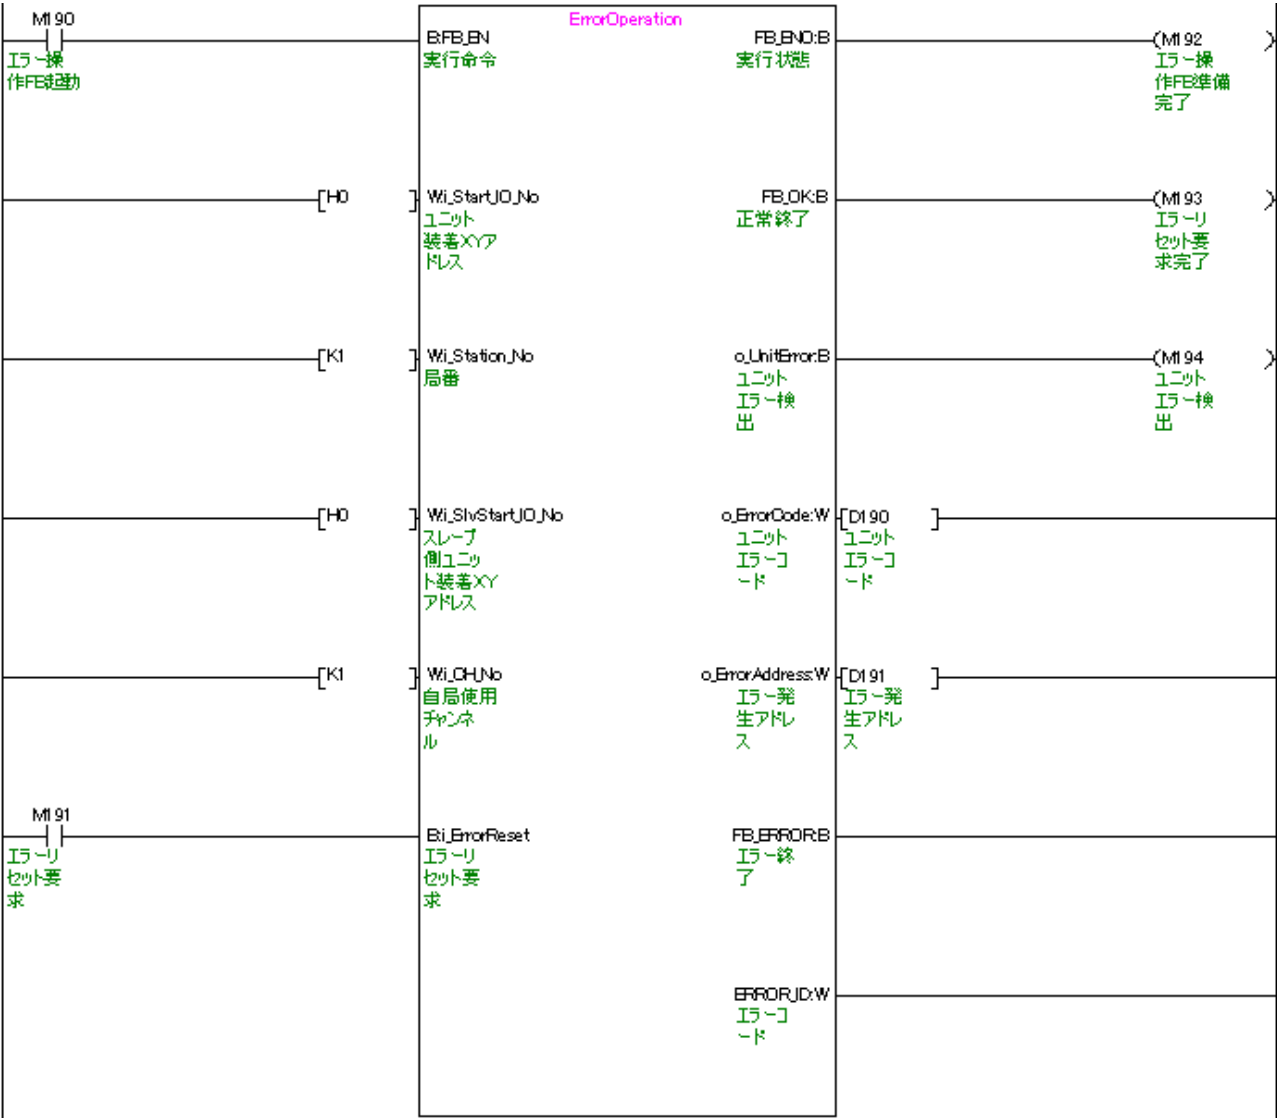 ErrorOperation
M190
エラー操
作FB起動
B:FB_EN
実行命令
FB_ENO:B
実行状態
(M192 )
エラー操
作FB準備
完了
[H0 ]
W:i_Start_IO_No
ユニット
装着XYア
ドレス
FB_OK:B
正常終了
(M193 )
エラーリ
セット要
求完了
[K1 ]
W:i_Station_No
局番
o_UnitError:B
ユニット
エラー検
出
(M194 )
ユニット
エラー検
出
[H0 ]
W:i_SlvStart_IO_No
スレーブ
側ユニッ
ト装着XY
アドレス
o_ErrorCode:W
ユニット
エラーコ
ード
[D190 ]
ユニット
エラーコ
ード
[K1 ]
W:i_CH_No
自局使用
チャンネ
ル
o_ErrorAddress:W
エラー発
生アドレ
ス
[D191 ]
エラー発
生アドレ
ス
M191
エラーリ
セット要
求
B:i_ErrorReset
エラーリ
セット要
求
FB_ERROR:B
エラー終
了
ERROR_ID:W
エラーコ
ード